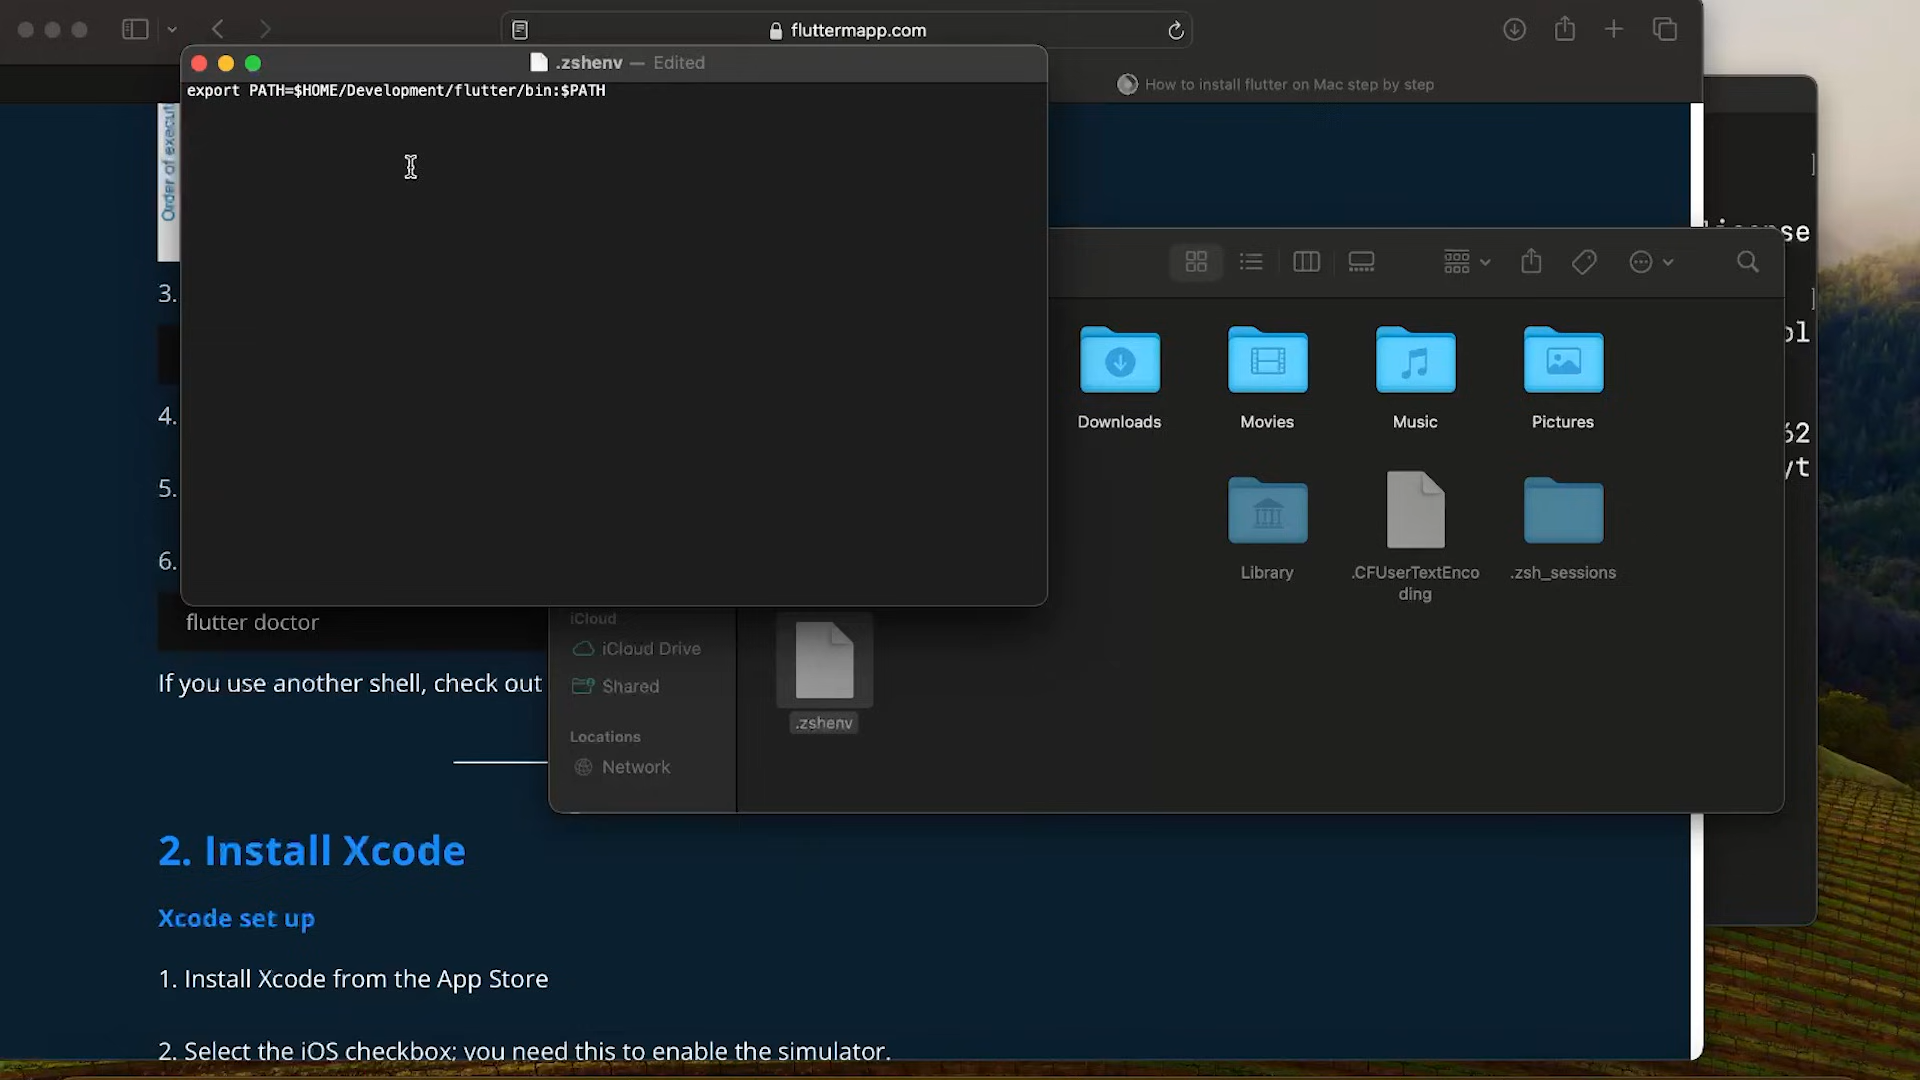 fluttermapp.com
.zshenv — Edited
How to install flutter on Mac step by step
export PATH=$HOME/Development/flutter/bin:$PATH
Order of
3.
4.
5.
6.
flutter doctor
If you use another shell, check out
2. Install Xcode
Xcode set up
1. Install Xcode from the App Store
2. Select the iOS checkbox; you need this to enable the simulator.
Downloads
Movies
Music
Pictures
Library
.CFUserTextEnco
ding
.zsh_sessions
iCloud
iCloud Drive
Shared
.zshenv
Locations
Network
]
]